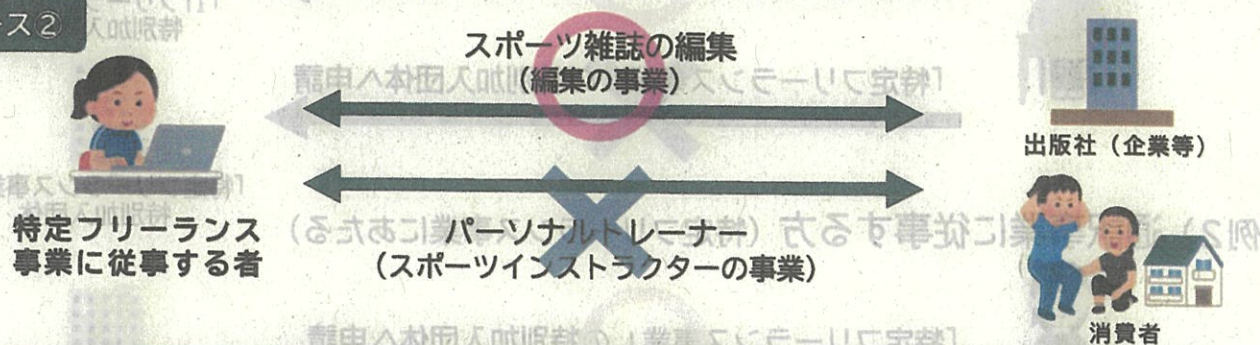 ス②
スポーツ雑誌の編集
(編集の事業)
出版社(企業等)
特定フリーランス
事業に従事する者
パーソナルトレーナー
(スポーツインストラクターの事業)
消費者